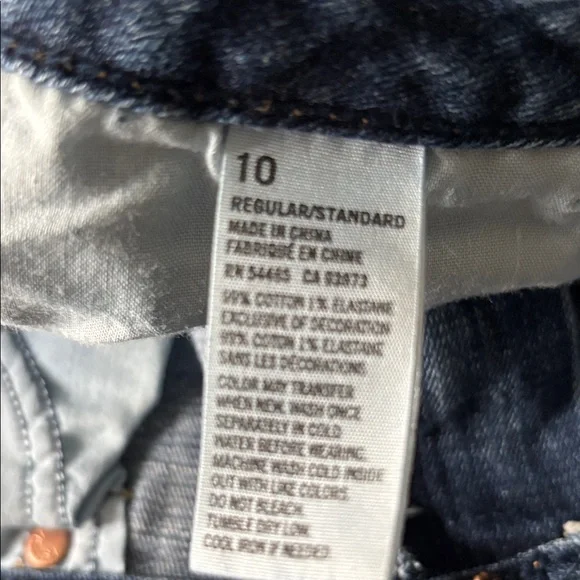 10
REGULAR/STANDARD
MADE IN CHINA
FABRIQUÉ EN CHINE
RN 54485 CA 03973
99% COTTON 1% ELASTANE
EXCLUSIVE OF DECORATION
99% COTON 1% ELASTANE
SANS LES DÉCORATIONS
COLOR MAY TRANSFER
WHEN NEW. WASH ONCE
SEPARATELY IN COLD
WATER BEFORE WEARING.
MACHINE WASH COLD INSIDE
OUT WITH LIKE COLORS.
DO NOT BLEACH.
TUMBLE DRY LOW.
COOL IRON IF NEEDED.